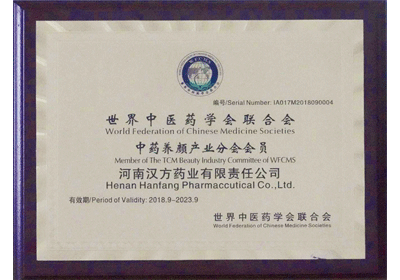 WFCMS
编号/Serial Number: IA017M2018090004
世界中医药学会联合会
World Federation of Chinese Medicine Societies
中药养颜产业分会会员
Member of The TCM Beauty Industry Committee of WFCMS
河南汉方药业有限责任公司
Henan Hanfang Pharmaccutical Co.,Ltd.
有效期/Period of Validity: 2018.9-2023.9
世界中医药学会联合会
World Federation of Chinese Medicine Societies